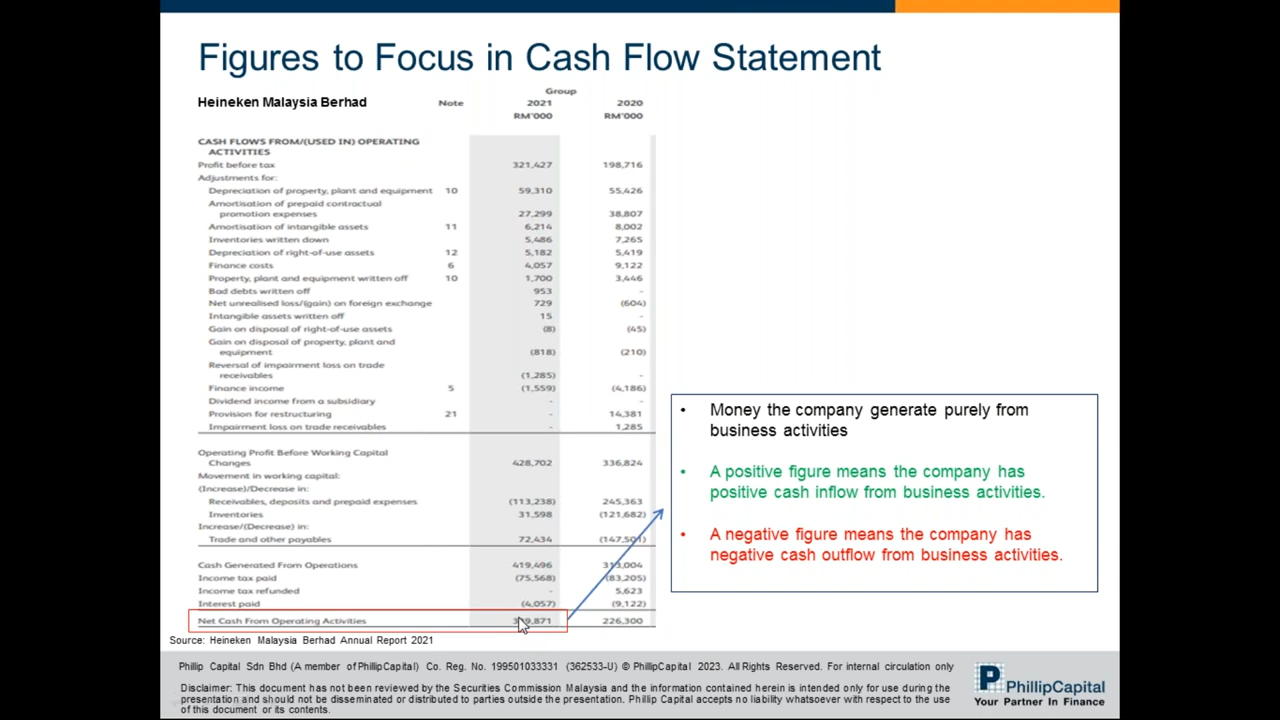 Figures to Focus in Cash Flow Statement
Heineken Malaysia Berhad
Group
Note 2021 2020
RM'000 RM'000
CASH FLOWS FROM/(USED IN) OPERATING
ACTIVITIES
Profit before tax 321,427 198,716
Adjustments for:
Depreciation of property, plant and equipment 10 59,310 55,426
Amortisation of prepaid contractual
promotion expenses 27,299 38,807
Amortisation of intangible assets 11 6,214 8,002
Inventories written down 5,486 7,265
Depreciation of right-of-use assets 12 5,182 5,419
Finance costs 6 4,057 9,122
Property, plant and equipment written off 10 1,700 3,446
Bad debts written off 953 -
Net unrealised loss/(gain) on foreign exchange 729 (604)
Intangible assets written off 15 -
Gain on disposal of right-of-use assets (8) (45)
Gain on disposal of property, plant and
equipment (818) (210)
Reversal of impairment loss on trade
receivables (1,285) -
Finance income 5 (1,559) (4,186)
Dividend income from a subsidiary - -
Provision for restructuring 21 - 14,381
Impairment loss on trade receivables - 1,285
Operating Profit Before Working Capital
Changes 428,702 336,824
Movement in working capital:
(Increase)/Decrease in:
Receivables, deposits and prepaid expenses (113,238) 245,363
Inventories 31,598 (121,682)
Increase/(Decrease) in:
Trade and other payables 72,434 (147,501)
Cash Generated From Operations 419,496 313,004
Income tax paid (75,568) (83,205)
Income tax refunded - 5,623
Interest paid (4,057) (9,122)
Net Cash From Operating Activities 226,300
• Money the company generate purely from
business activities
• A positive figure means the company has
positive cash inflow from business activities.
• A negative figure means the company has
negative cash outflow from business activities.
Source: Heineken Malaysia Berhad Annual Report 2021
Phillip Capital Sdn Bhd (A member of PhillipCapital) Co. Reg. No. 199501033331 (362533-U) © PhillipCapital 2023. All Rights Reserved. For internal circulation only
Disclaimer: This document has not been reviewed by the Securities Commission Malaysia and the information contained herein is intended only for use during the
presentation and should not be disseminated or distributed to parties outside the presentation. Phillip Capital accepts no liability whatsoever with respect to the use
of this document or its contents.
PhillipCapital
Your Partner In Finance